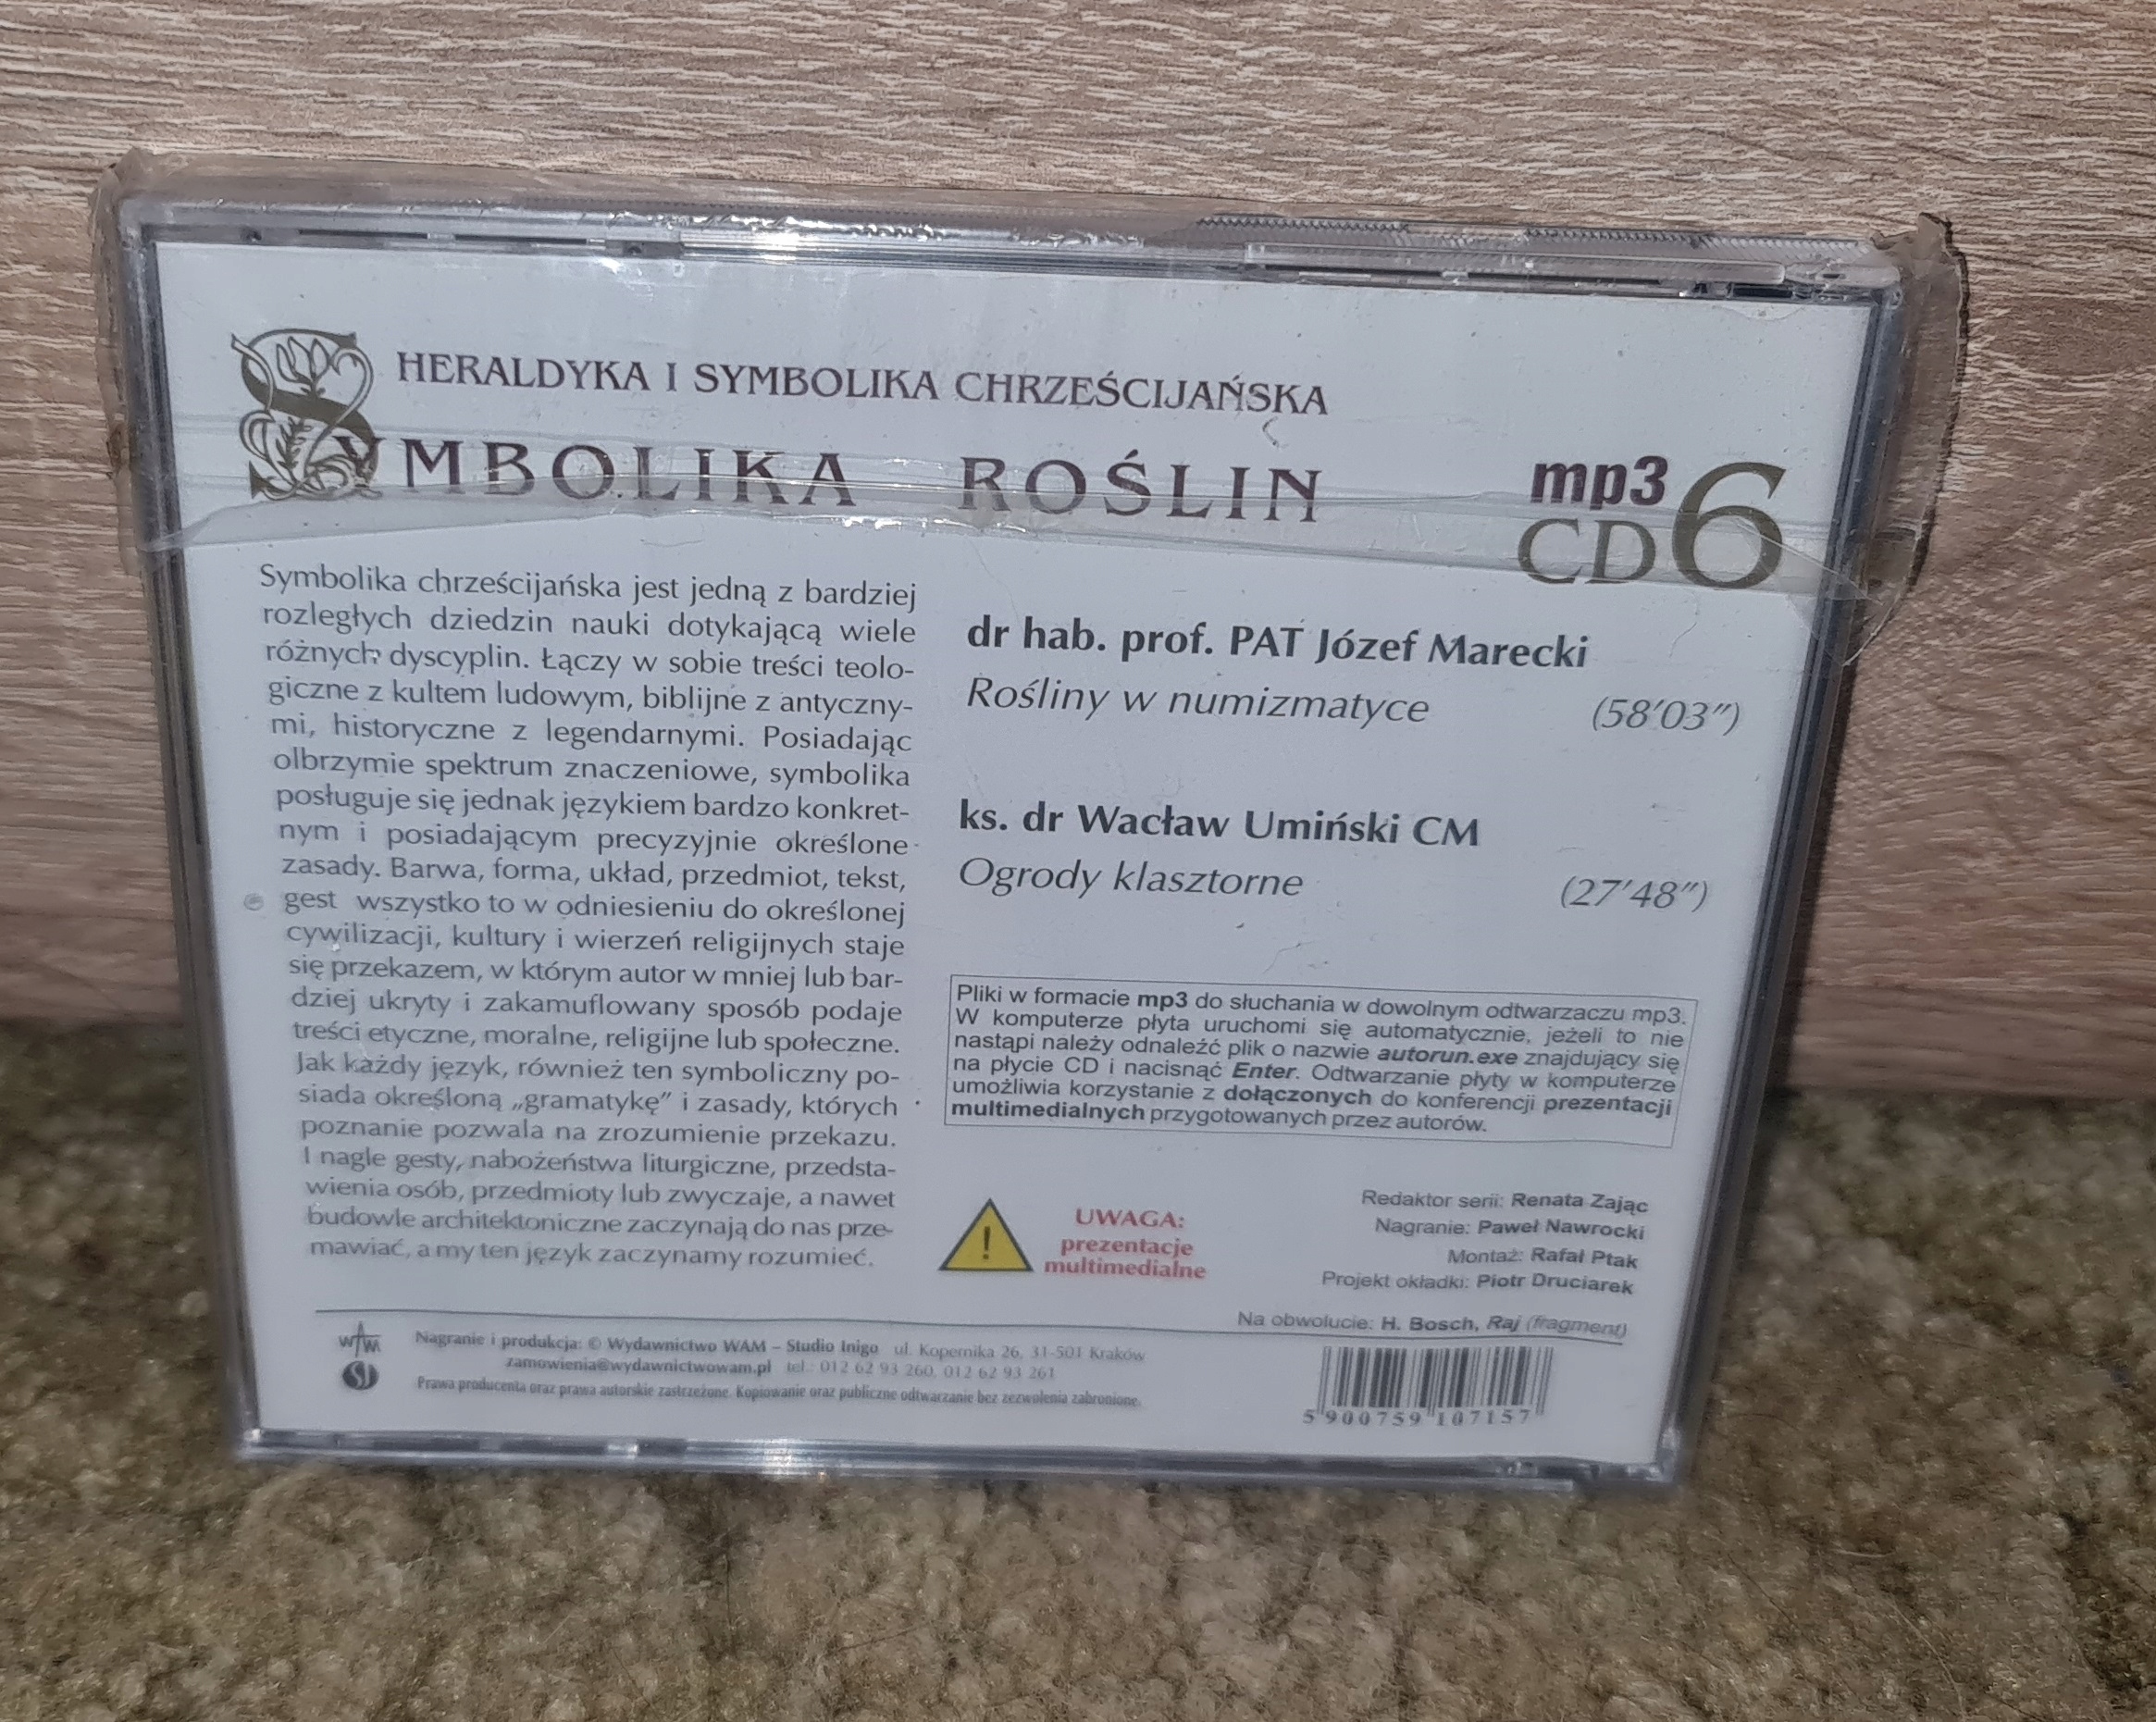 HERALDYKA I SYMBOLIKA CHRZEŚCIJAŃSKA
SYMBOLIKA ROŚLIN
mp3
CD6
Symbolika chrześcijańska jest jedną z bardziej
rozległych dziedzin nauki dotykającą wiele
różnych dyscyplin. Łączy w sobie treści teolo-
giczne z kultem ludowym, biblijne z antyczny-
mi, historyczne z legendarnymi. Posiadając
olbrzymie spektrum znaczeniowe, symbolika
posługuje się jednak językiem bardzo konkret-
nym i posiadającym precyzyjnie określone
zasady. Barwa, forma, układ, przedmiot, tekst,
gest wszystko to w odniesieniu do określonej
cywilizacji, kultury i wierzeń religijnych staje
się przekazem, w którym autor w mniej lub bar-
dziej ukryty i zakamuflowany sposób podaje
treści etyczne, moralne, religijne lub społeczne.
Jak każdy język, również ten symboliczny po-
siada określoną „gramatykę” i zasady, których
poznanie pozwala na zrozumienie przekazu.
I nagle gesty, nabożeństwa liturgiczne, przedsta-
wienia osób, przedmioty lub zwyczaje, a nawet
budowle architektoniczne zaczynają do nas prze-
mawiać, a my ten język zaczynamy rozumieć.
dr hab. prof. PAT Józef Marecki
Rośliny w numizmatyce (58'03")
ks. dr Wacław Umiński CM
Ogrody klasztorne (27'48")
Pliki w formacie mp3 do słuchania w dowolnym odtwarzaczu mp3.
W komputerze płyta uruchomi się automatycznie, jeżeli to nie
nastąpi należy odnaleźć plik o nazwie autorun.exe znajdujący się
na płycie CD i nacisnąć Enter. Odtwarzanie płyty w komputerze
umożliwia korzystanie z dołączonych do konferencji prezentacji
multimedialnych przygotowanych przez autorów.
!
UWAGA:
prezentacje
multimedialne
Redaktor serii: Renata Zając
Nagranie: Paweł Nawrocki
Montaż: Rafał Ptak
Projekt okładki: Piotr Druciarek
Na obwolucie: H. Bosch, Raj (fragment)
WAM
SJ
Nagranie i produkcja: © Wydawnictwo WAM – Studio Inigo ul. Kopernika 26, 31-501 Kraków
zamowienia@wydawnictwowam.pl tel.: 012 62 93 260, 012 62 93 261
Prawa producenta oraz prawa autorskie zastrzeżone. Kopiowanie oraz publiczne odtwarzanie bez zezwolenia zabronione.
5 900759 107157